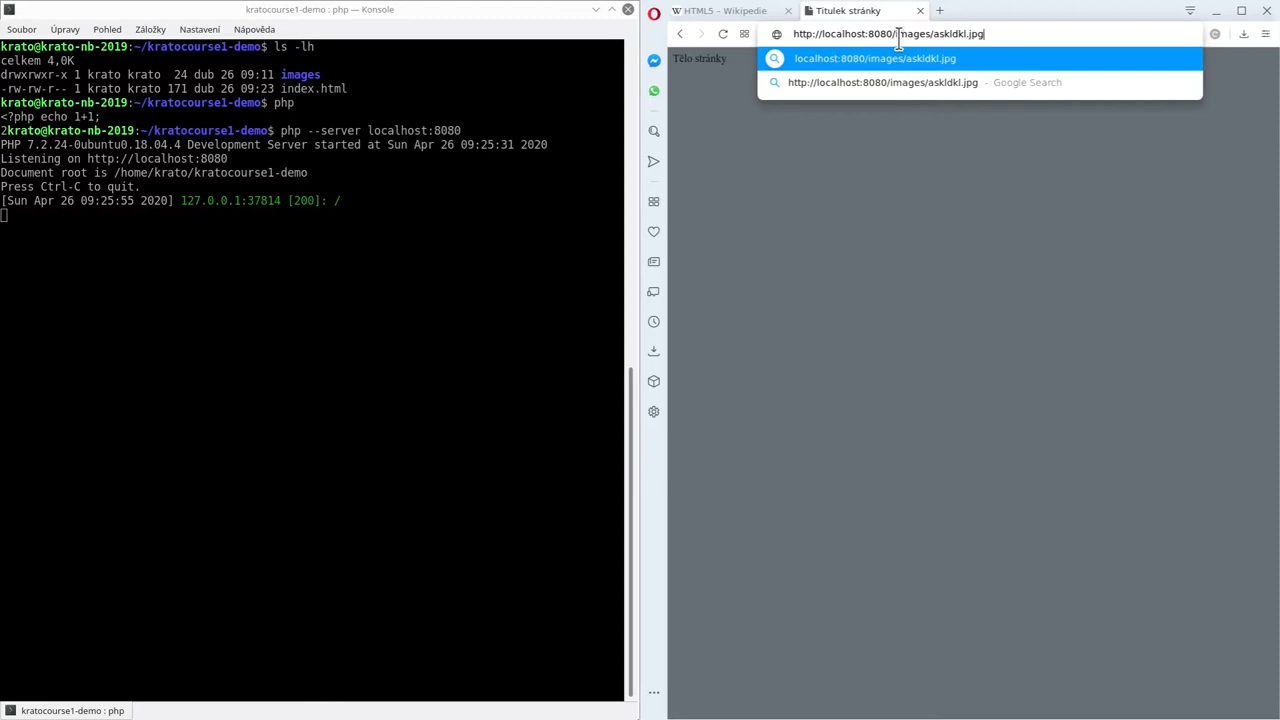 kratocourse1-demo : php — Konsole
Soubor Úpravy Pohled Záložky Nastavení Nápověda
krato@krato-nb-2019:~/kratocourse1-demo$ ls -lh
celkem 4,0K
drwxrwxr-x 1 krato krato  24 dub 26 09:11 images
-rw-rw-r-- 1 krato krato 171 dub 26 09:23 index.html
krato@krato-nb-2019:~/kratocourse1-demo$ php
<?php echo 1+1;
2krato@krato-nb-2019:~/kratocourse1-demo$ php --server localhost:8080
PHP 7.2.24-0ubuntu0.18.04.4 Development Server started at Sun Apr 26 09:25:31 2020
Listening on http://localhost:8080
Document root is /home/krato/kratocourse1-demo
Press Ctrl-C to quit.
[Sun Apr 26 09:25:55 2020] 127.0.0.1:37814 [200]: /
kratocourse1-demo : php
HTML5 – Wikipedie
Titulek stránky
http://localhost:8080/images/askldkl.jpg
localhost:8080/images/askldkl.jpg
http://localhost:8080/images/askldkl.jpg - Google Search
Tělo stránky